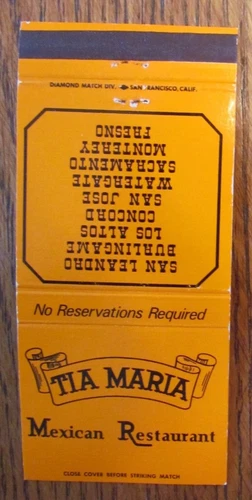 DIAMOND MATCH DIV. SAN FRANCISCO, CALIF.
SAN LEANDRO
BURLINGAME
LOS ALTOS
CONCORD
SAN JOSE
WATERGATE
SACRAMENTO
MONTEREY
FRESNO
No Reservations Required
TIA MARIA
Mexican Restaurant
CLOSE COVER BEFORE STRIKING MATCH